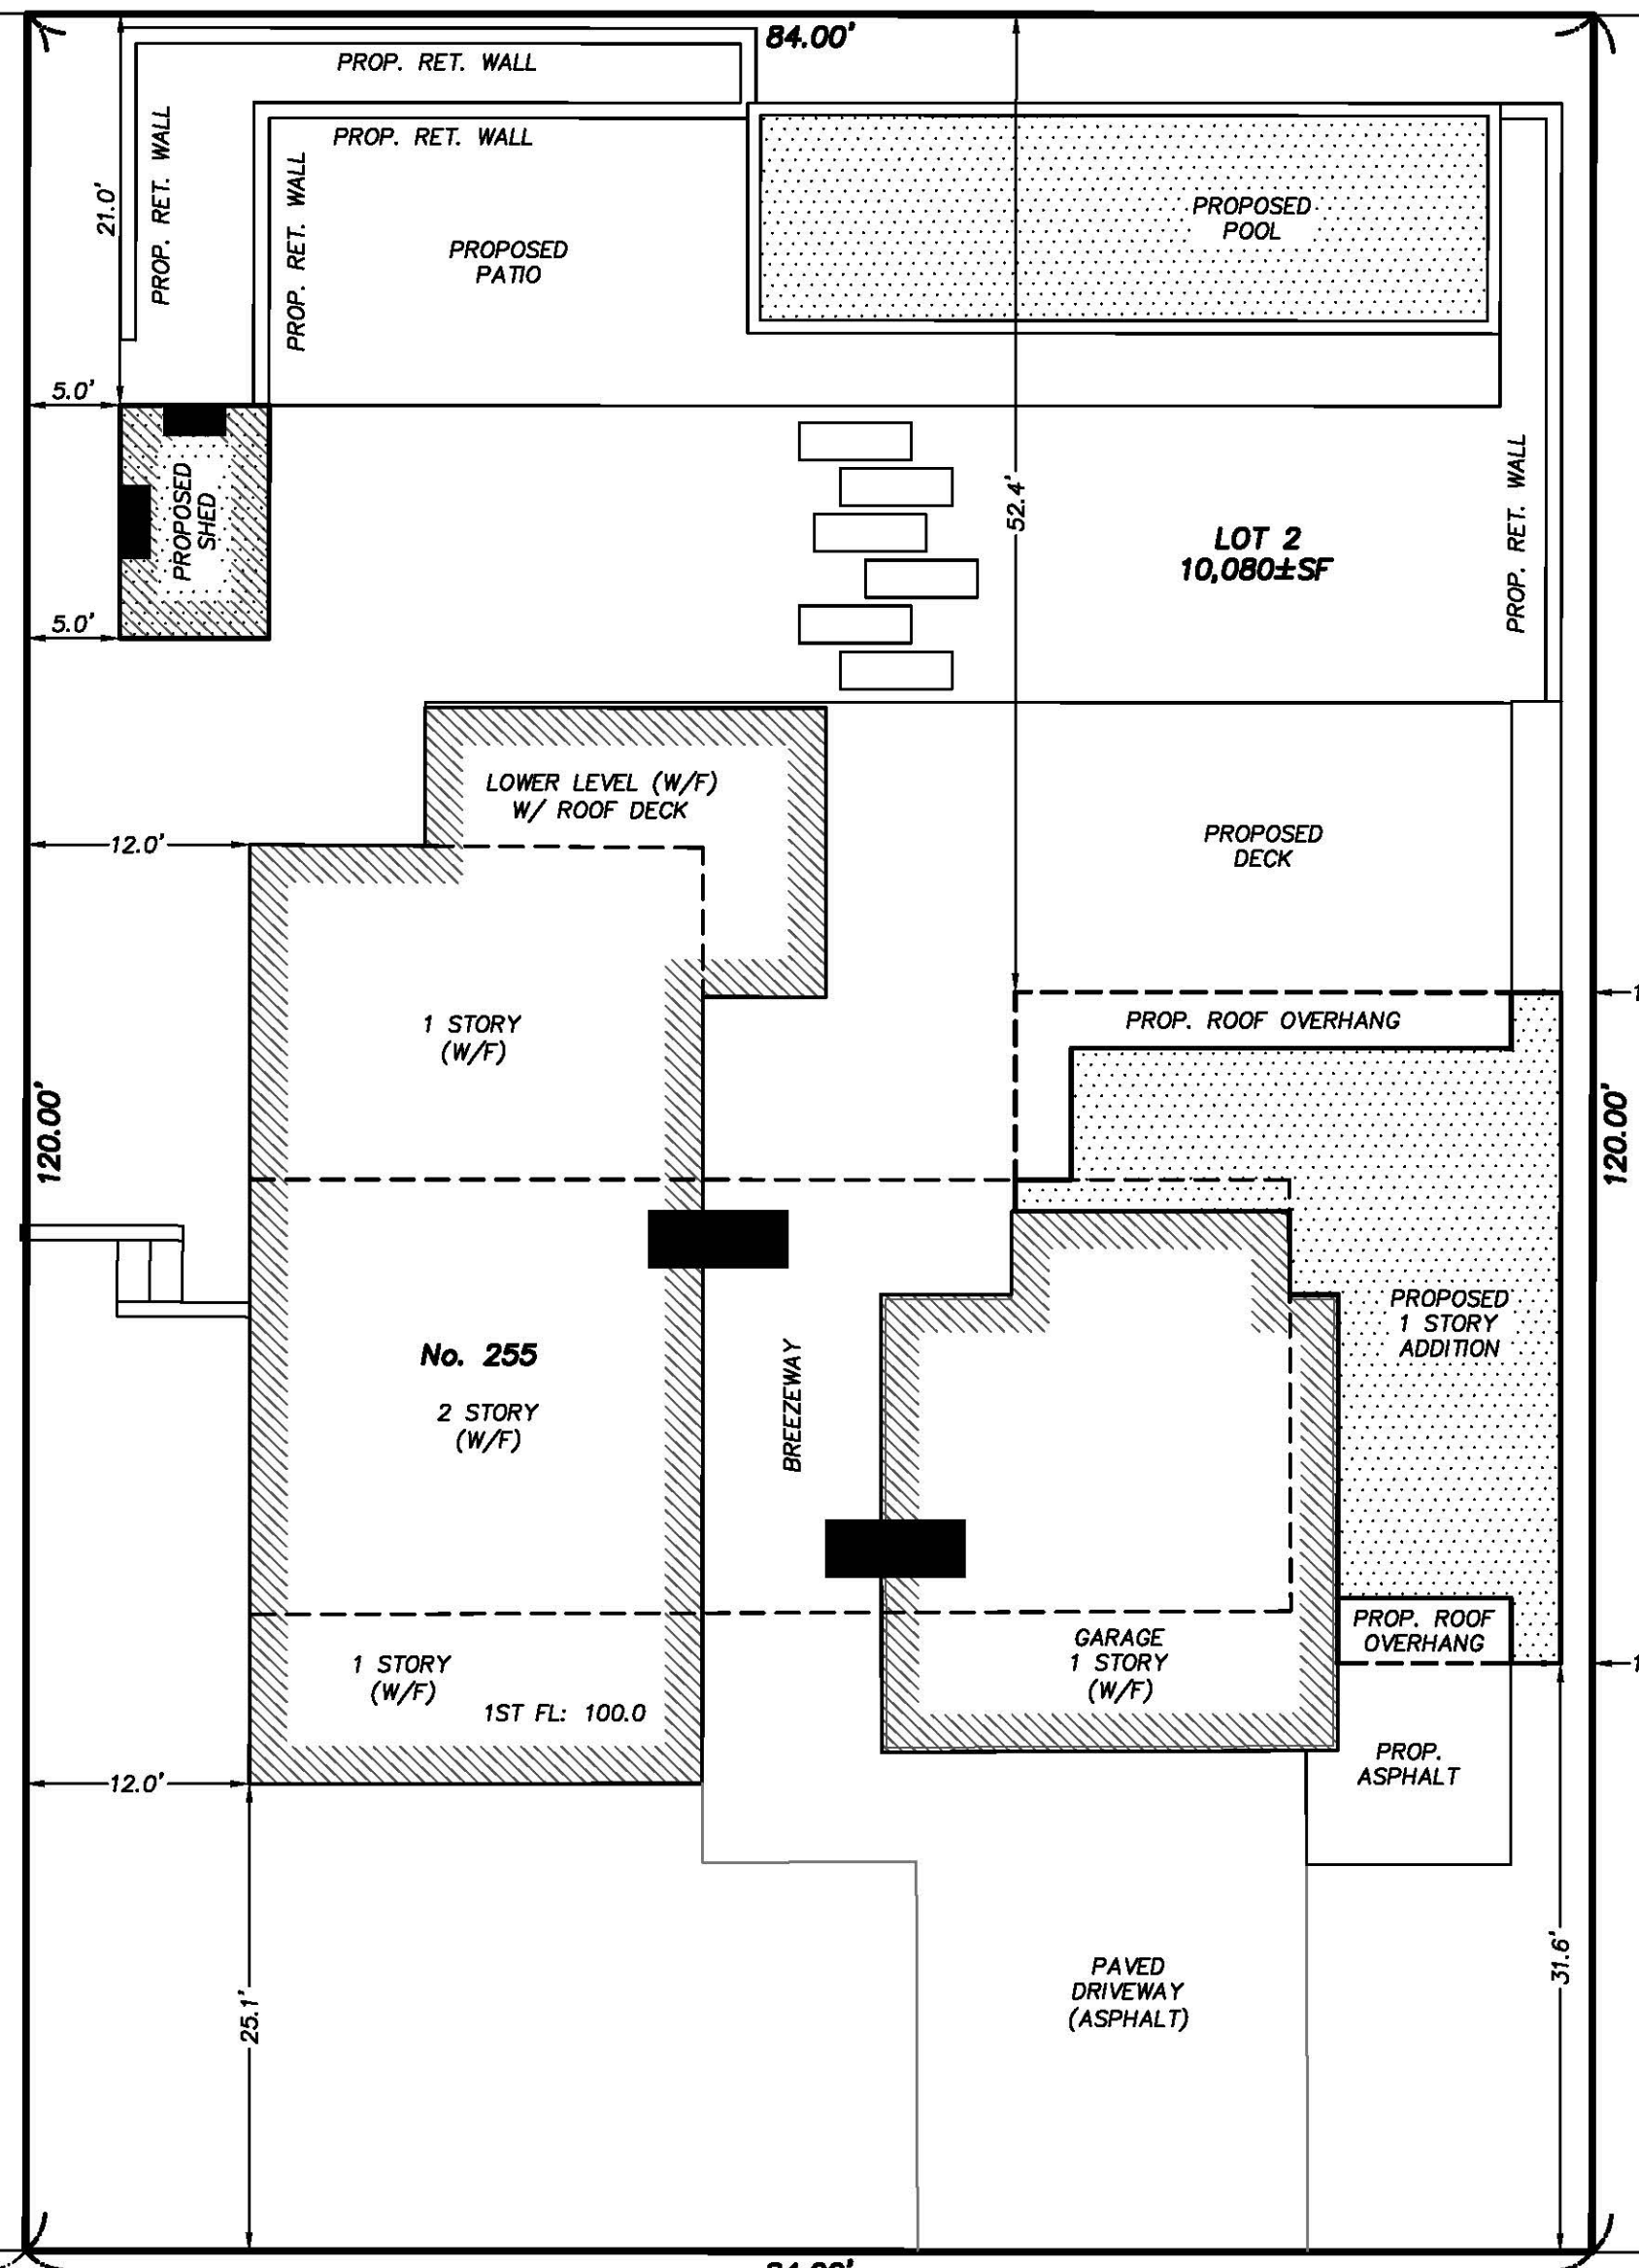 84.00'
PROP. RET. WALL
PROP. RET. WALL
PROP. RET. WALL
PROP. RET. WALL
21.0'
PROPOSED
PATIO
PROPOSED
POOL
5.0'
PROPOSED
SHED
5.0'
52.4'
LOT 2
10,080±SF
PROP. RET. WALL
LOWER LEVEL (W/F)
W/ ROOF DECK
12.0'
PROPOSED
DECK
1 STORY
(W/F)
PROP. ROOF OVERHANG
120.00'
120.00'
No. 255
2 STORY
(W/F)
BREEZEWAY
PROPOSED
1 STORY
ADDITION
1 STORY
(W/F)
1ST FL: 100.0
GARAGE
1 STORY
(W/F)
PROP. ROOF
OVERHANG
PROP.
ASPHALT
12.0'
25.1'
PAVED
DRIVEWAY
(ASPHALT)
31.6'